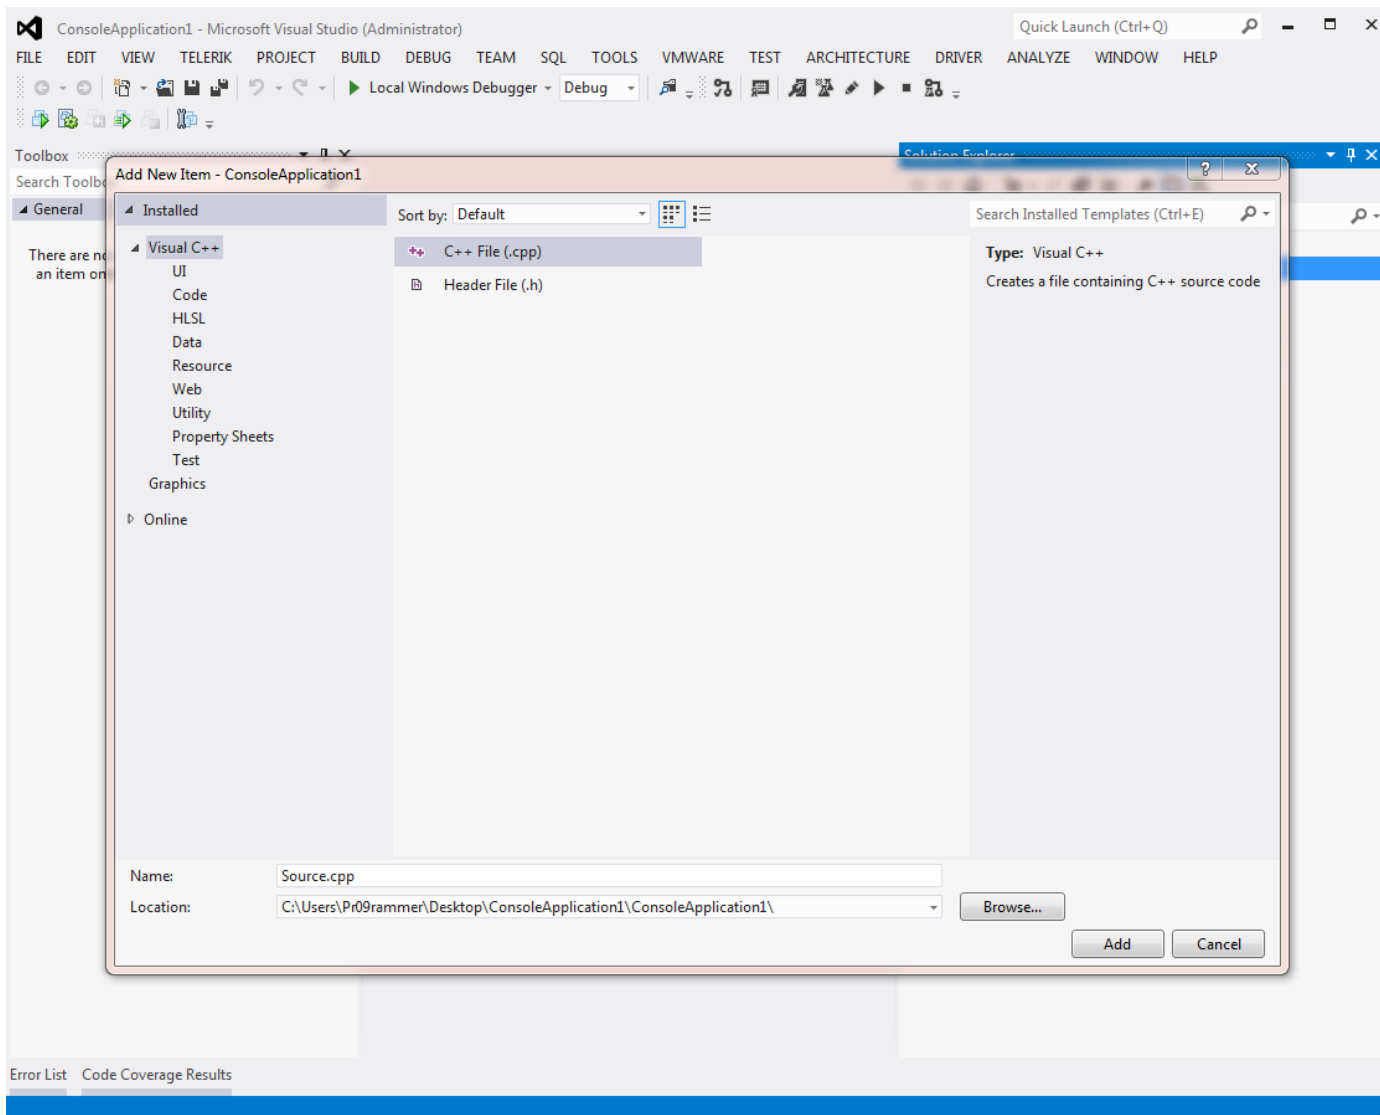 ConsoleApplication1 - Microsoft Visual Studio (Administrator) Quick Launch (Ctrl+Q)
FILE EDIT VIEW TELERIK PROJECT BUILD DEBUG TEAM SQL TOOLS VMWARE TEST ARCHITECTURE DRIVER ANALYZE WINDOW HELP
Local Windows Debugger Debug
Toolbox Solution Explorer
Add New Item - ConsoleApplication1
Search Toolbo
General
Installed
Sort by: Default
Search Installed Templates (Ctrl+E)
There are no
an item on
Visual C++
UI
Code
HLSL
Data
Resource
Web
Utility
Property Sheets
Test
Graphics
Online
C++ File (.cpp)
Header File (.h)
Type: Visual C++
Creates a file containing C++ source code
Name: Source.cpp
Location: C:\Users\Pr09rammer\Desktop\ConsoleApplication1\ConsoleApplication1\
Browse...
Add Cancel
Error List Code Coverage Results